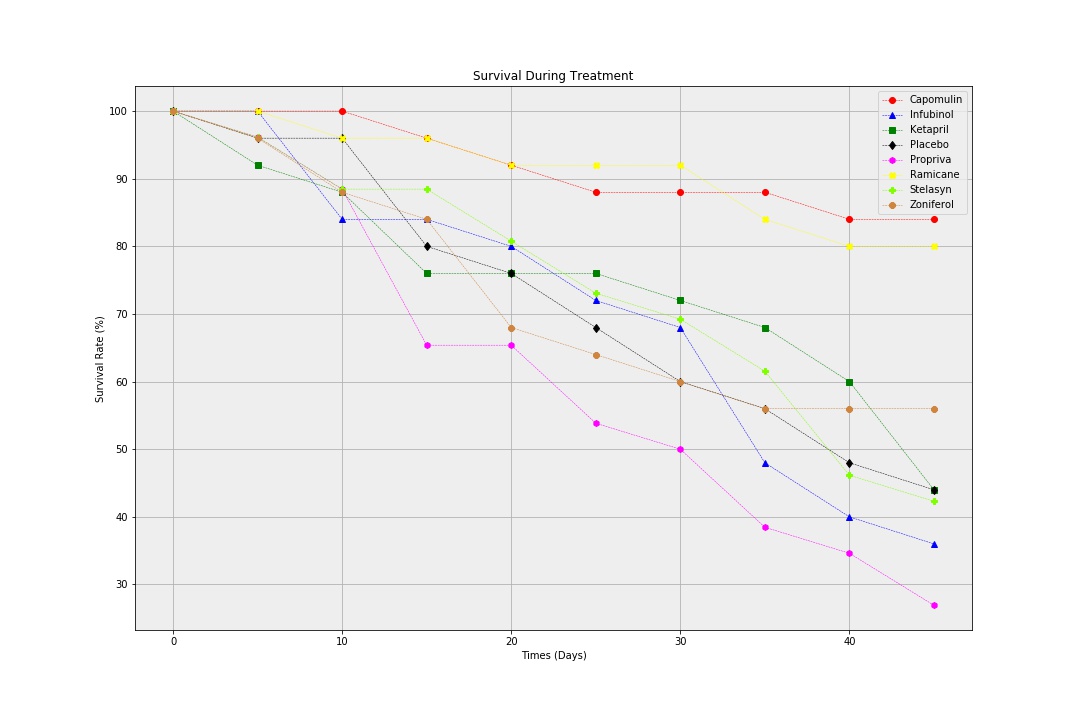 Survival During Treatment
Capomulin
Infubinol
Ketapril
Placebo
Propriva
Ramicane
Stelasyn
Zoniferol
100
90
80
70
60
50
40
30
Survival Rate (%)
0 10 20 30 40
Times (Days)